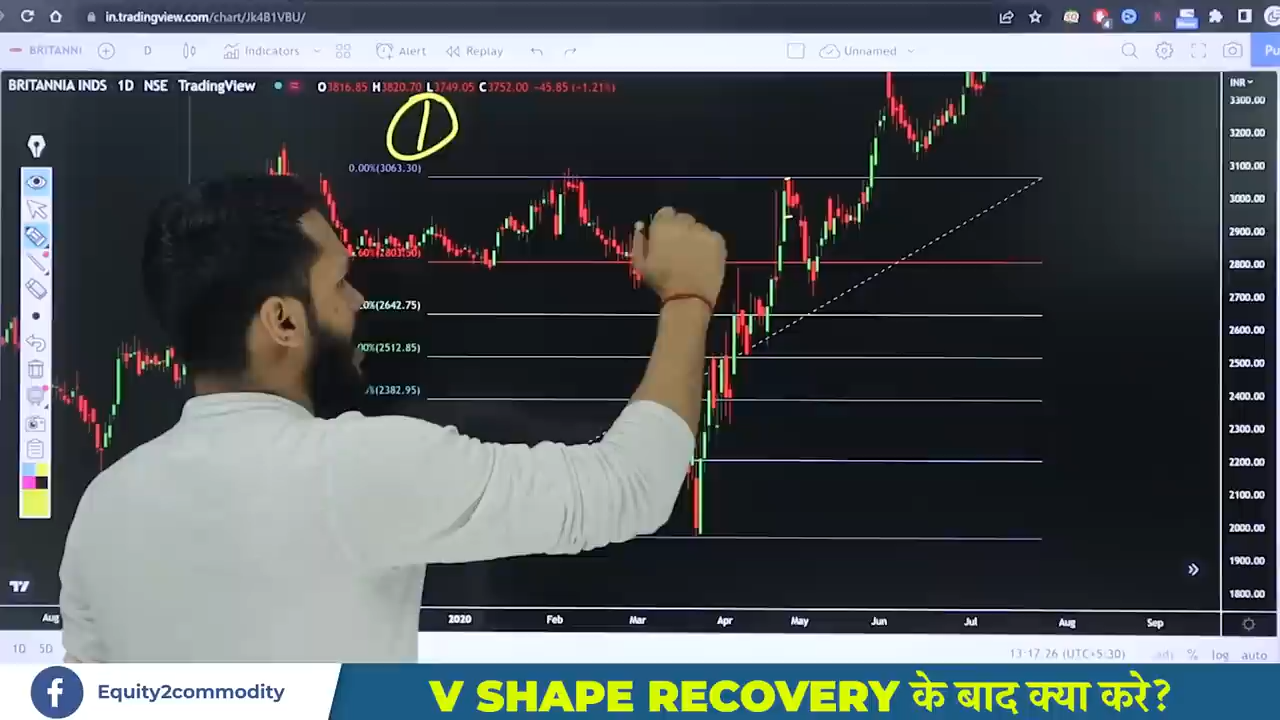 in.tradingview.com/chart/Jk4B1VBU/
BRITANNI D Indicators Alert Replay Unnamed Pu
BRITANNIA INDS 1D NSE TradingView O3816.85 H3820.70 L3749.05 C3752.00 -45.85 (-1.21%)
INR
1
3300.00
3200.00
3100.00
3000.00
2900.00
2800.00
2700.00
2600.00
2500.00
2400.00
2300.00
2200.00
2100.00
2000.00
1900.00
1800.00
0.00%(3063.30)
.60%(2803.50)
.0%(2642.75)
.00%(2512.85)
%(2382.95)
Aug 2020 Feb Mar Apr May Jun Jul Aug Sep
1D 5D 13:17:26 (UTC+5:30) % log auto
Equity2commodity
V SHAPE RECOVERY के बाद क्या करे?